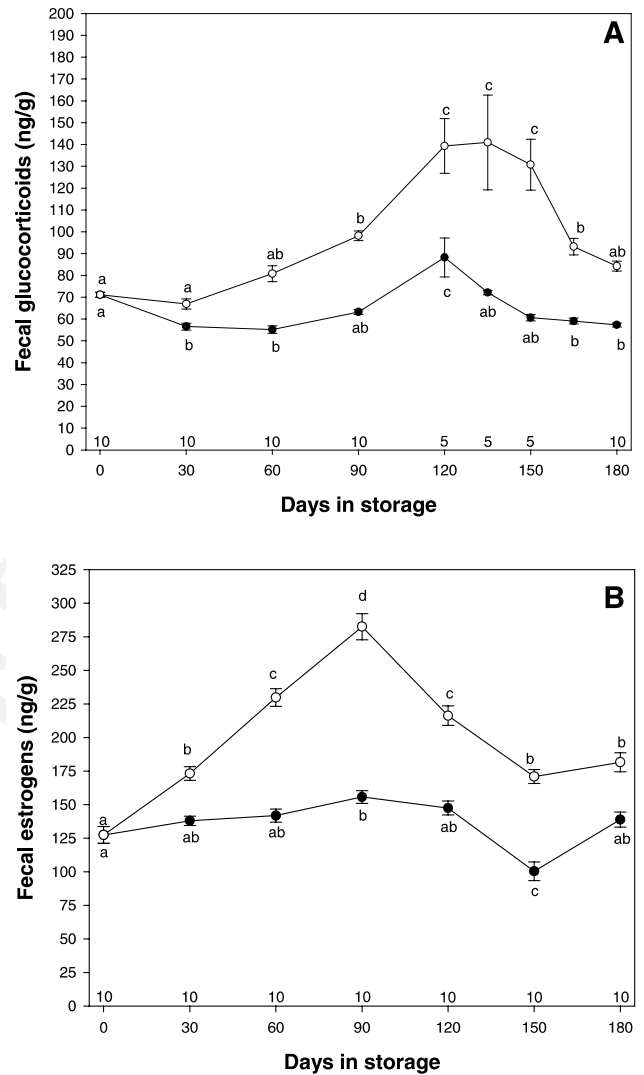 200
A
190
180
170
160
c
150
c
c
140
130
120
110
b
100
b
90
ab
ab
80
a
a
70
a
c
ab
60
b
b
ab
ab
b
b
50
40
30
20
10
10 10 10 10 5 5 5 10
0
0 30 60 90 120 150 180
Fecal glucocorticoids (ng/g)
Days in storage
325
B
300
d
275
250
c
c
225
200
b
b
b
175
150
a
125
a
ab
ab
b
ab
ab
100
c
75
50
25
10 10 10 10 10 10 10
0
0 30 60 90 120 150 180
Fecal estrogens (ng/g)
Days in storage